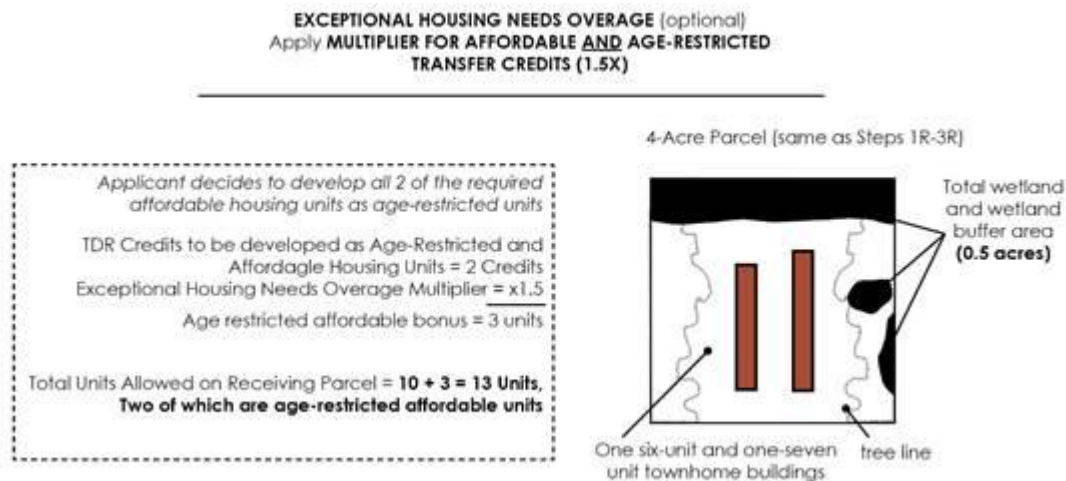 EXCEPTIONAL HOUSING NEEDS OVERAGE (optional)
Apply MULTIPLIER FOR AFFORDABLE AND AGE-RESTRICTED
TRANSFER CREDITS (1.5X)
4-Acre Parcel (same as Steps 1R-3R)
Applicant decides to develop all 2 of the required
affordable housing units as age-restricted units
TDR Credits to be developed as Age-Restricted and
Affordagle Housing Units = 2 Credits
Exceptional Housing Needs Overage Multiplier = x1.5
Age restricted affordable bonus = 3 units
Total Units Allowed on Receiving Parcel = 10 + 3 = 13 Units,
Two of which are age-restricted affordable units
Total wetland
and wetland
buffer area
(0.5 acres)
One six-unit and one-seven
unit townhome buildings
tree line